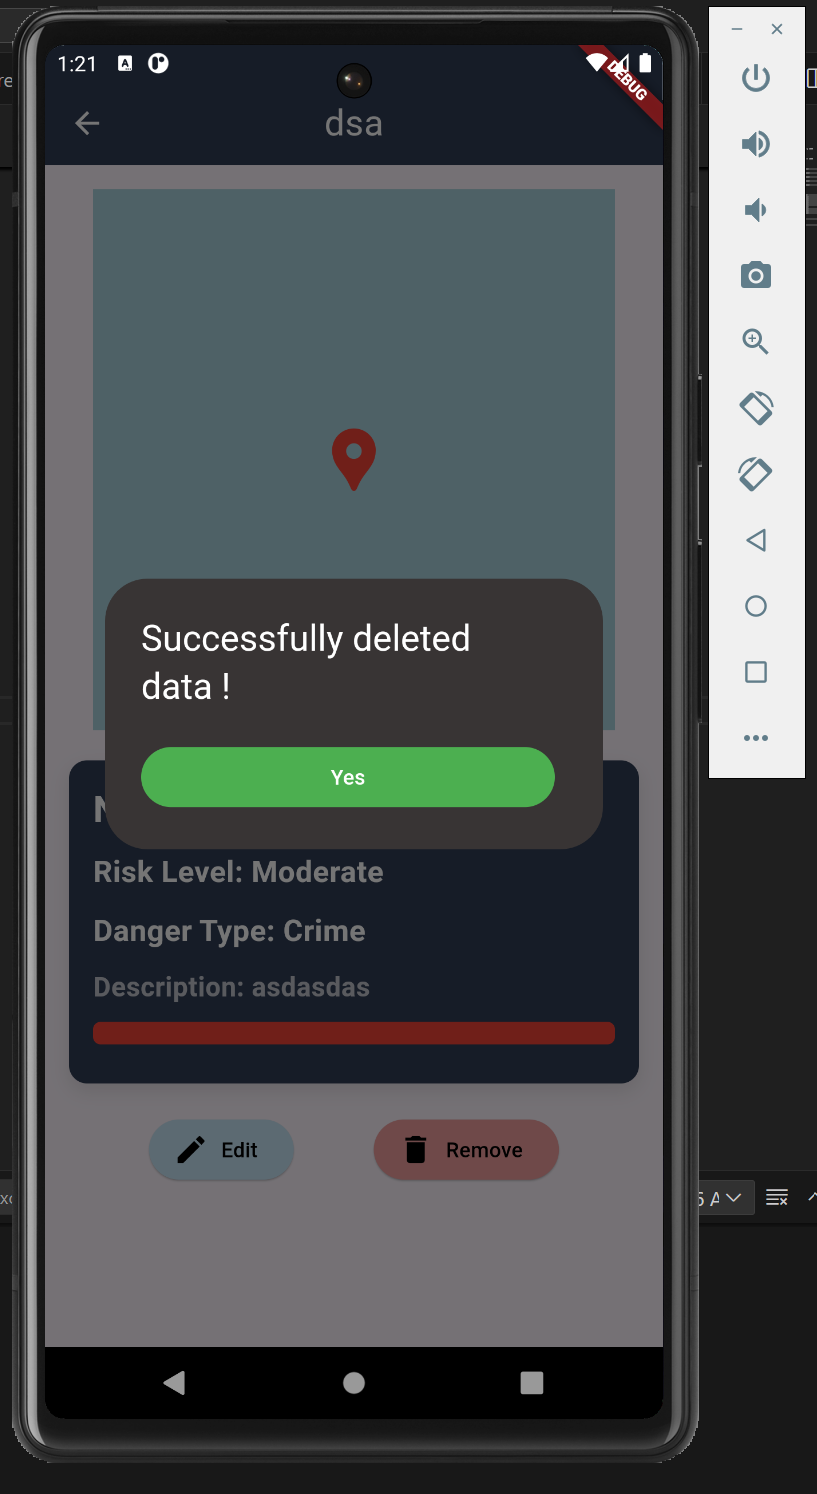 1:21
DEBUG
dsa
Successfully deleted
data !
Yes
Risk Level: Moderate
Danger Type: Crime
Description: asdasdas
Edit
Remove